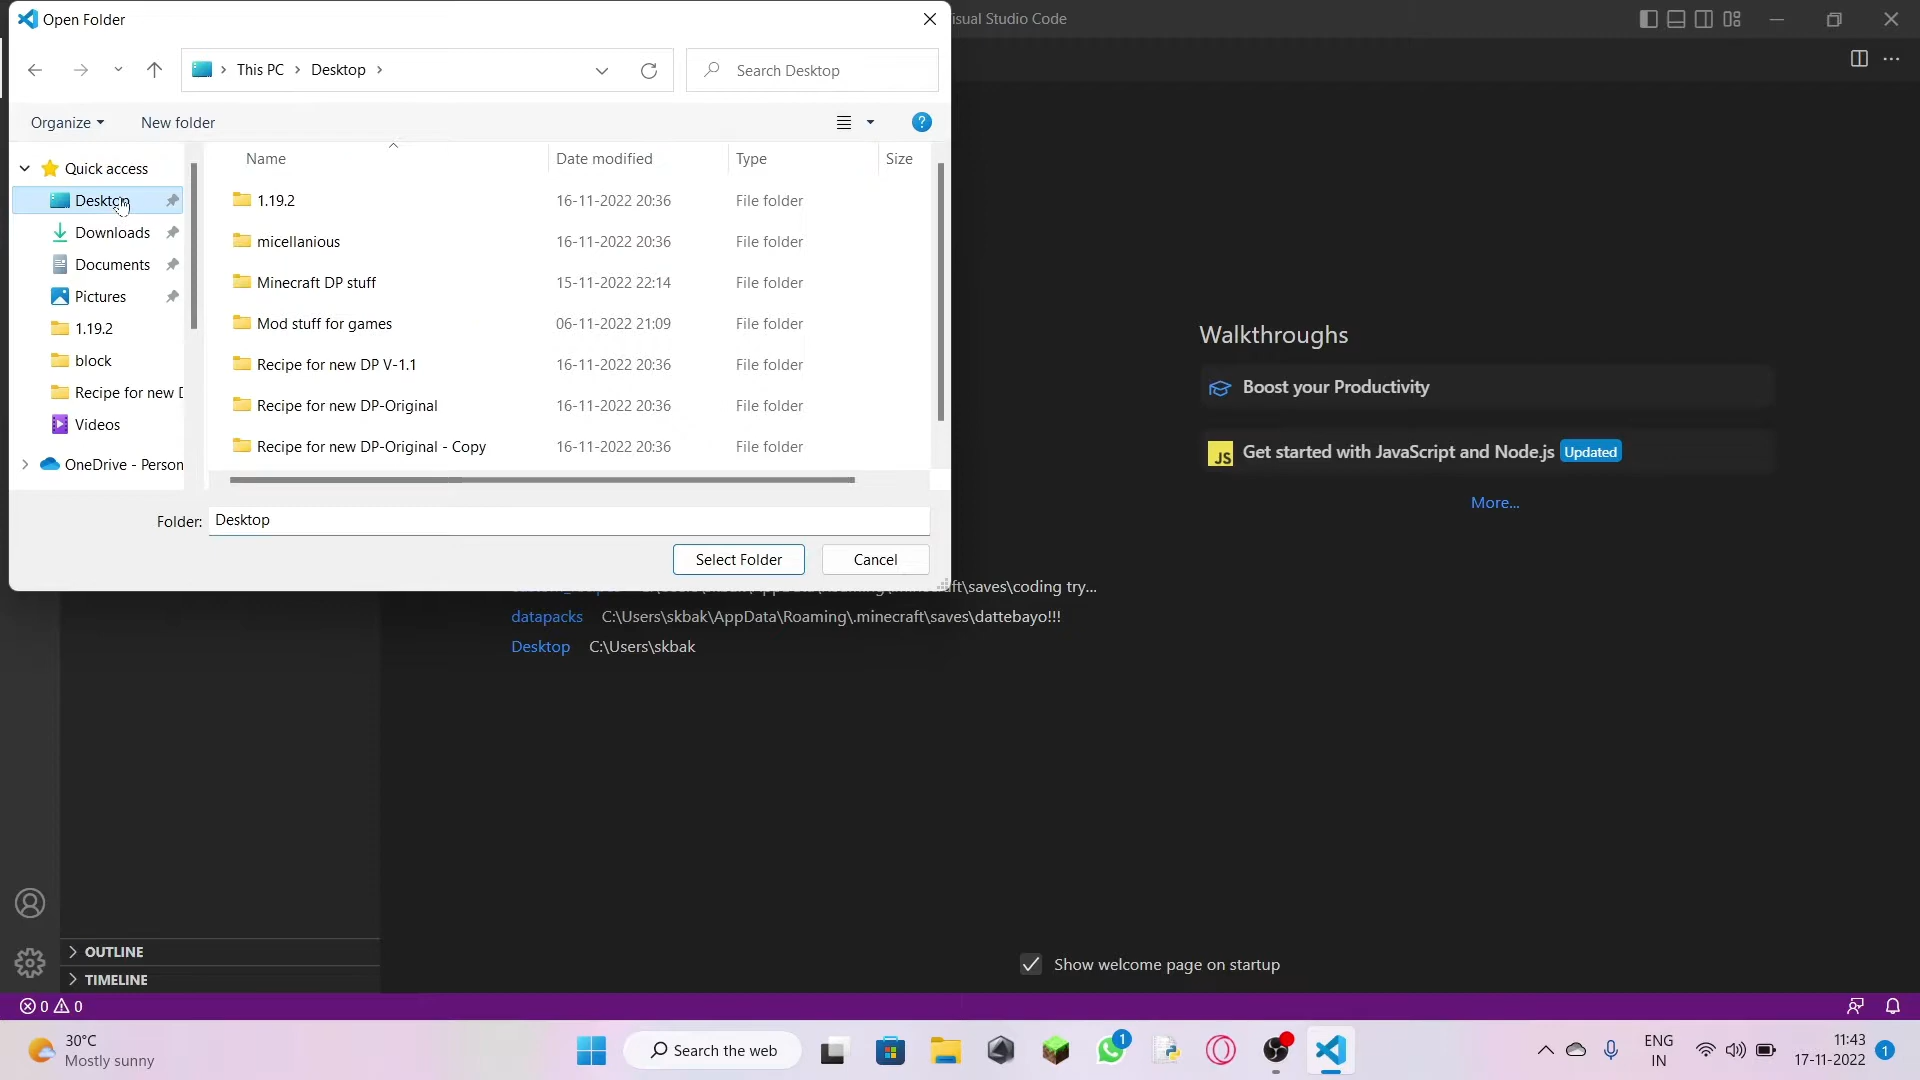 Open Folder
isual Studio Code
This PC
Desktop
Search Desktop
Organize
New folder
Name
Date modified
Type
Size
Quick access
Desktop
Downloads
Documents
Pictures
1.19.2
block
Recipe for new D
Videos
OneDrive - Person
1.19.2 16-11-2022 20:36 File folder
micellanious 16-11-2022 20:36 File folder
Minecraft DP stuff 15-11-2022 22:14 File folder
Mod stuff for games 06-11-2022 21:09 File folder
Recipe for new DP V-1.1 16-11-2022 20:36 File folder
Recipe for new DP-Original 16-11-2022 20:36 File folder
Recipe for new DP-Original - Copy 16-11-2022 20:36 File folder
Folder: Desktop
Select Folder
Cancel
Walkthroughs
Boost your Productivity
JS Get started with JavaScript and Node.js Updated
More...
ft\saves\coding try...
datapacks C:\Users\skbak\AppData\Roaming\.minecraft\saves\dattebayo!!!
Desktop C:\Users\skbak
OUTLINE
TIMELINE
Show welcome page on startup
0 0
30°C
Mostly sunny
Search the web
1
ENG
IN
11:43
17-11-2022
1